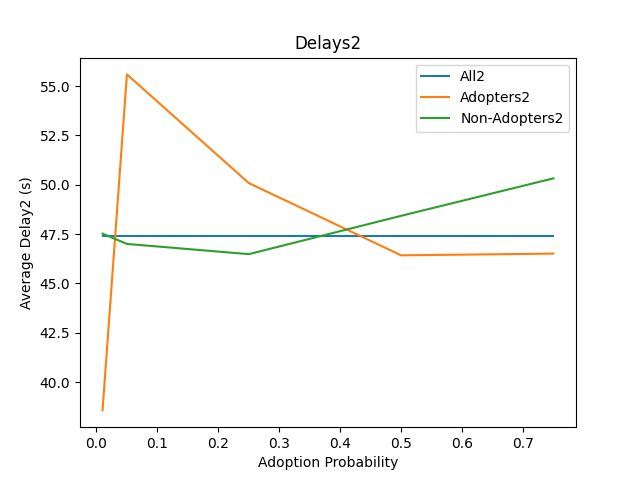 Delays2
All2
Adopters2
Non-Adopters2
Average Delay2 (s)
55.0
52.5
50.0
47.5
45.0
42.5
40.0
0.0 0.1 0.2 0.3 0.4 0.5 0.6 0.7
Adoption Probability